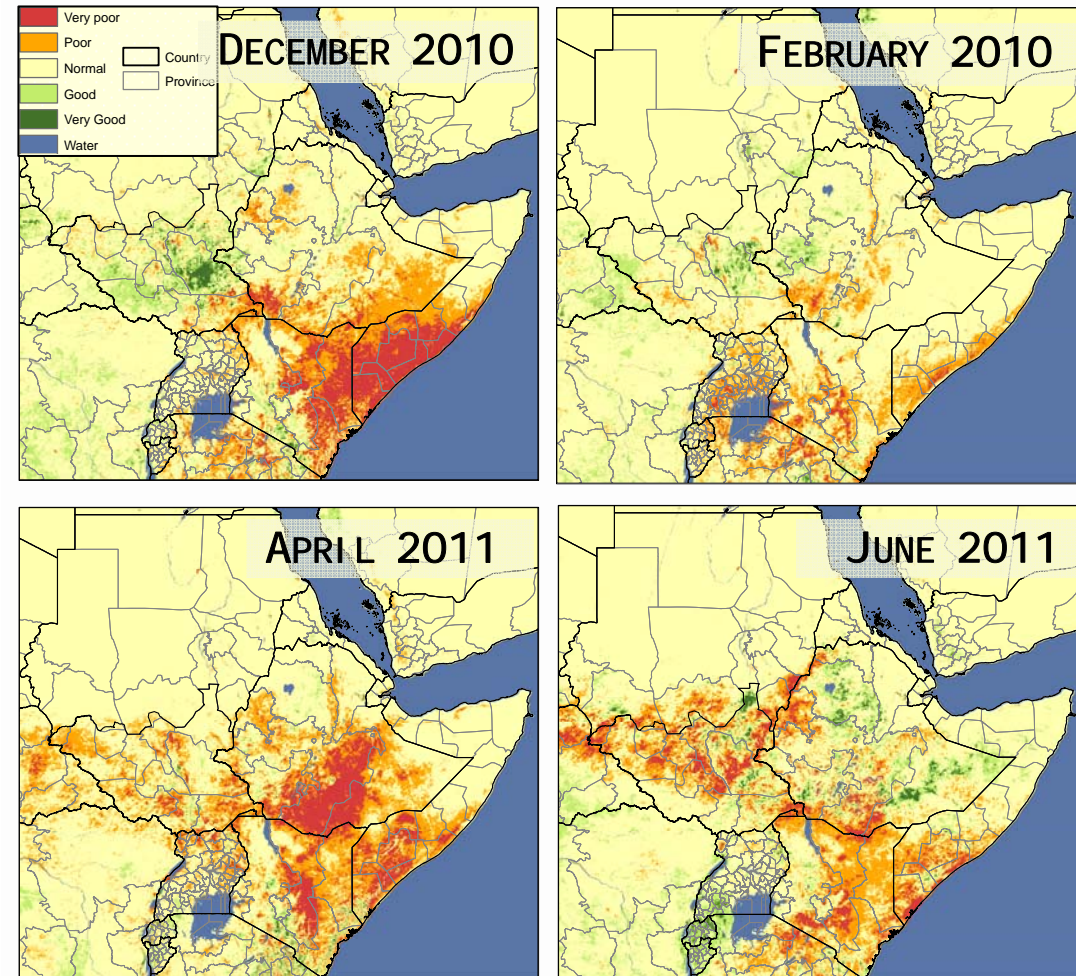 Very poor
Poor
Normal
Good
Very Good
Water
Country
Province
DECEMBER 2010
FEBRUARY 2010
APRIL 2011
JUNE 2011